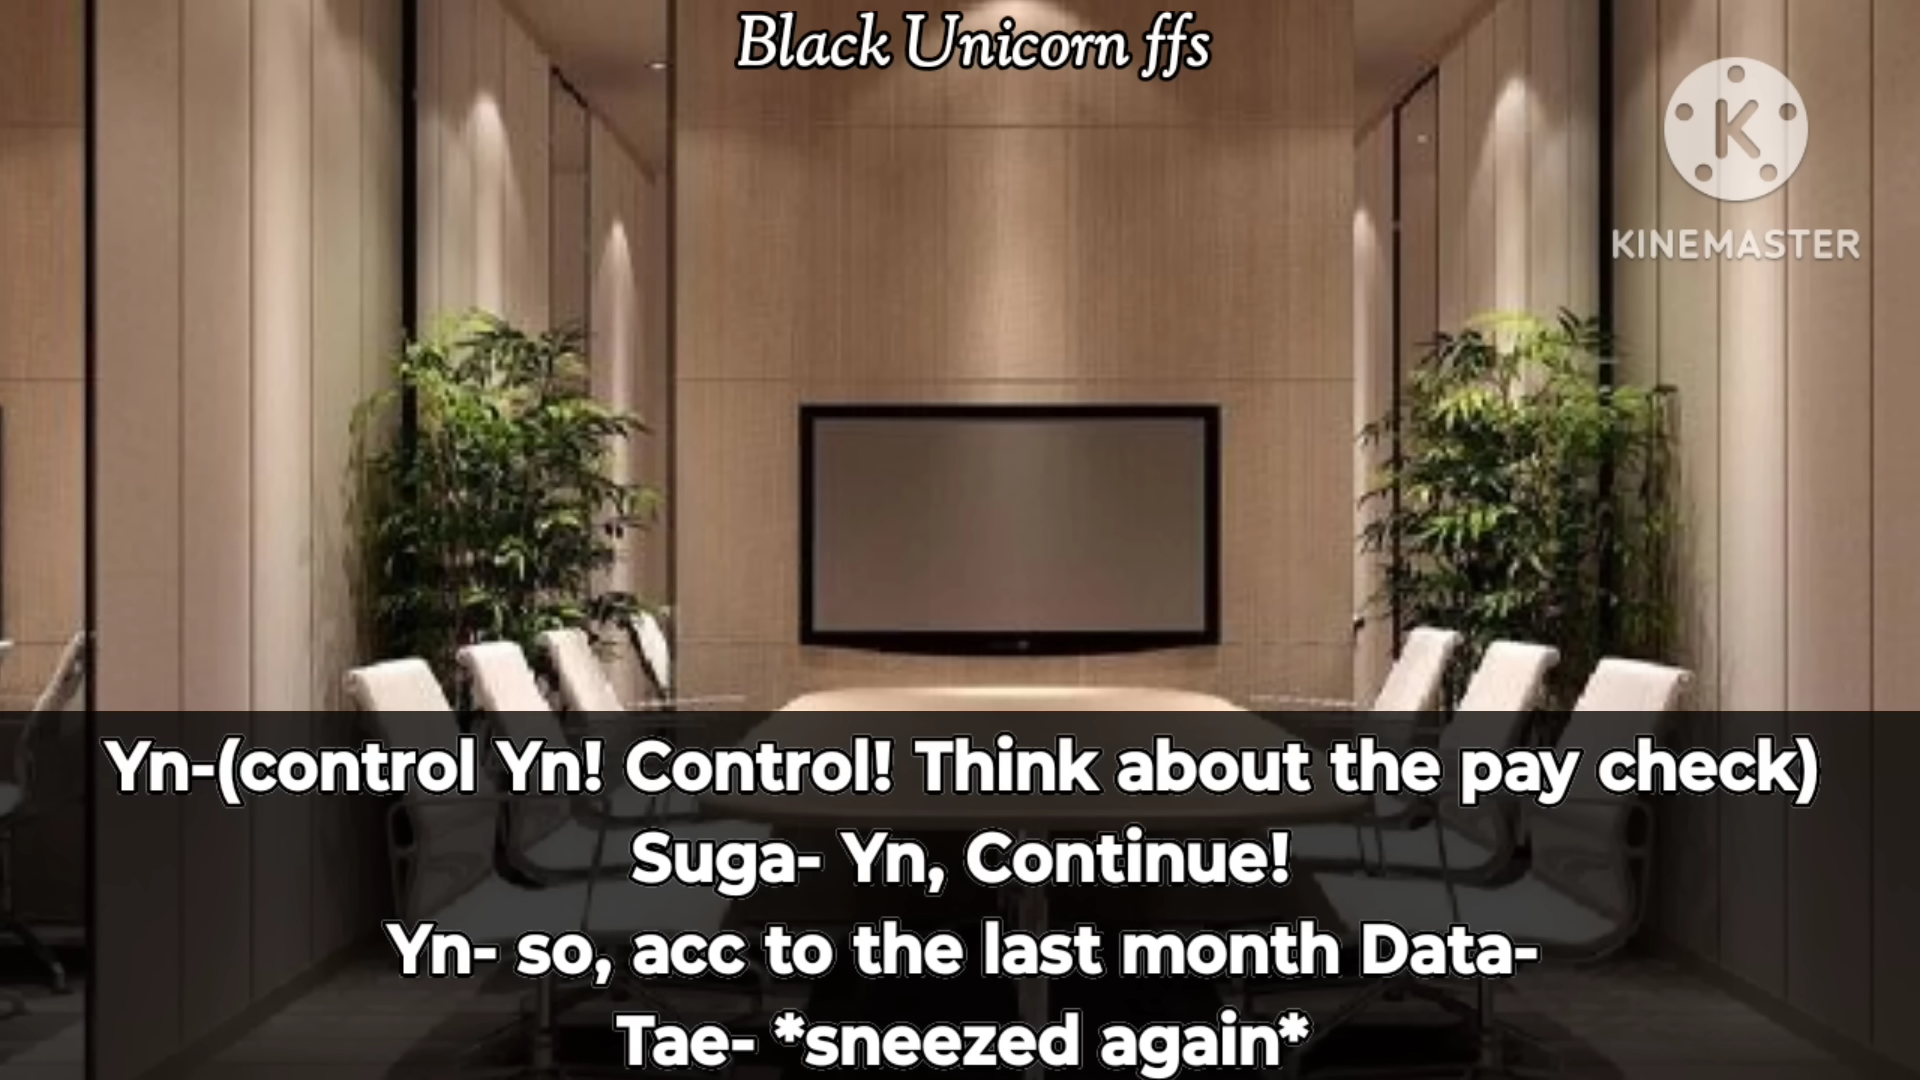 Black Unicorn ffs
K
KINEMASTER
Yn-(control Yn! Control! Think about the pay check)
Suga- Yn, Continue!
Yn- so, acc to the last month Data-
Tae- *sneezed again*